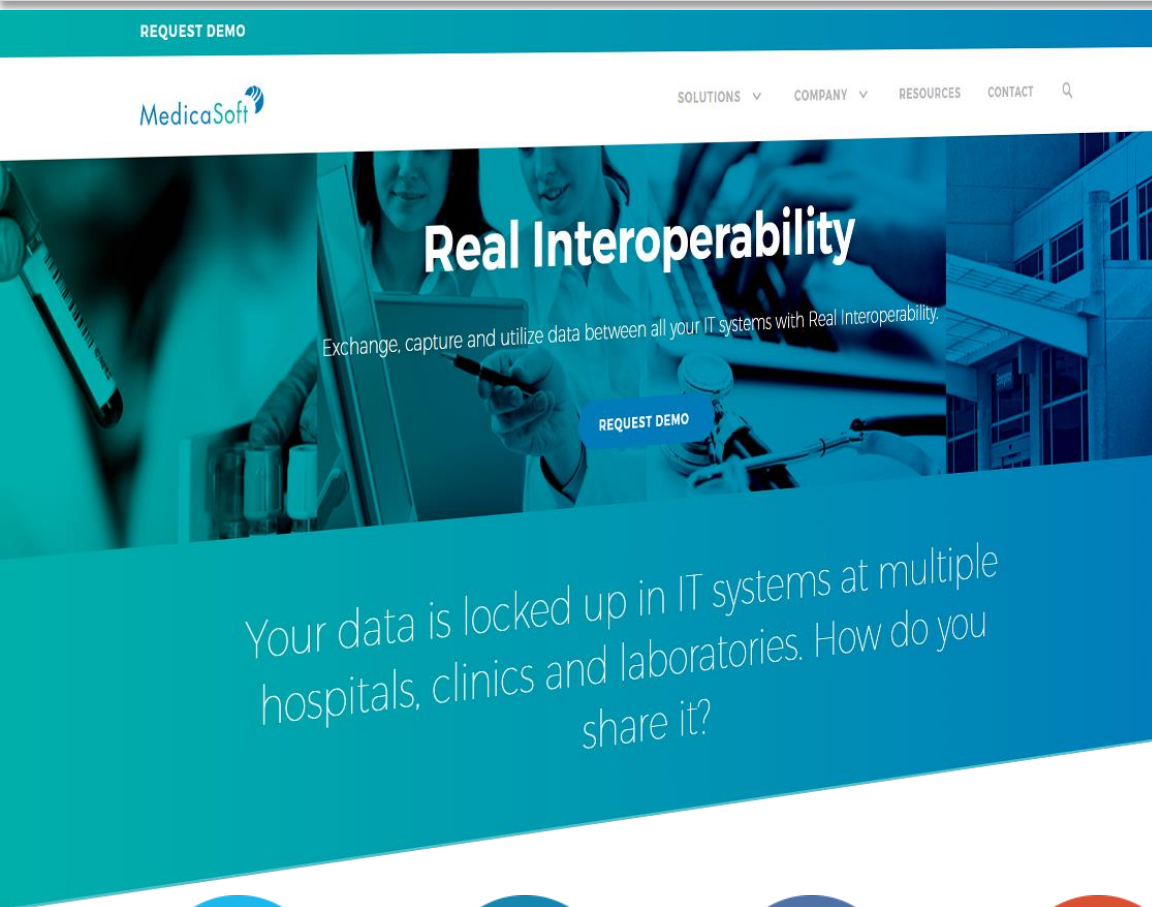 REQUEST DEMO
MedicaSoft
SOLUTIONS
COMPANY
RESOURCES
CONTACT
Real Interoperability
Exchange, capture and utilize data between all your IT systems with Real Interoperability.
REQUEST DEMO
Your data is locked up in IT systems at multiple
hospitals, clinics and laboratories. How do you
share it?